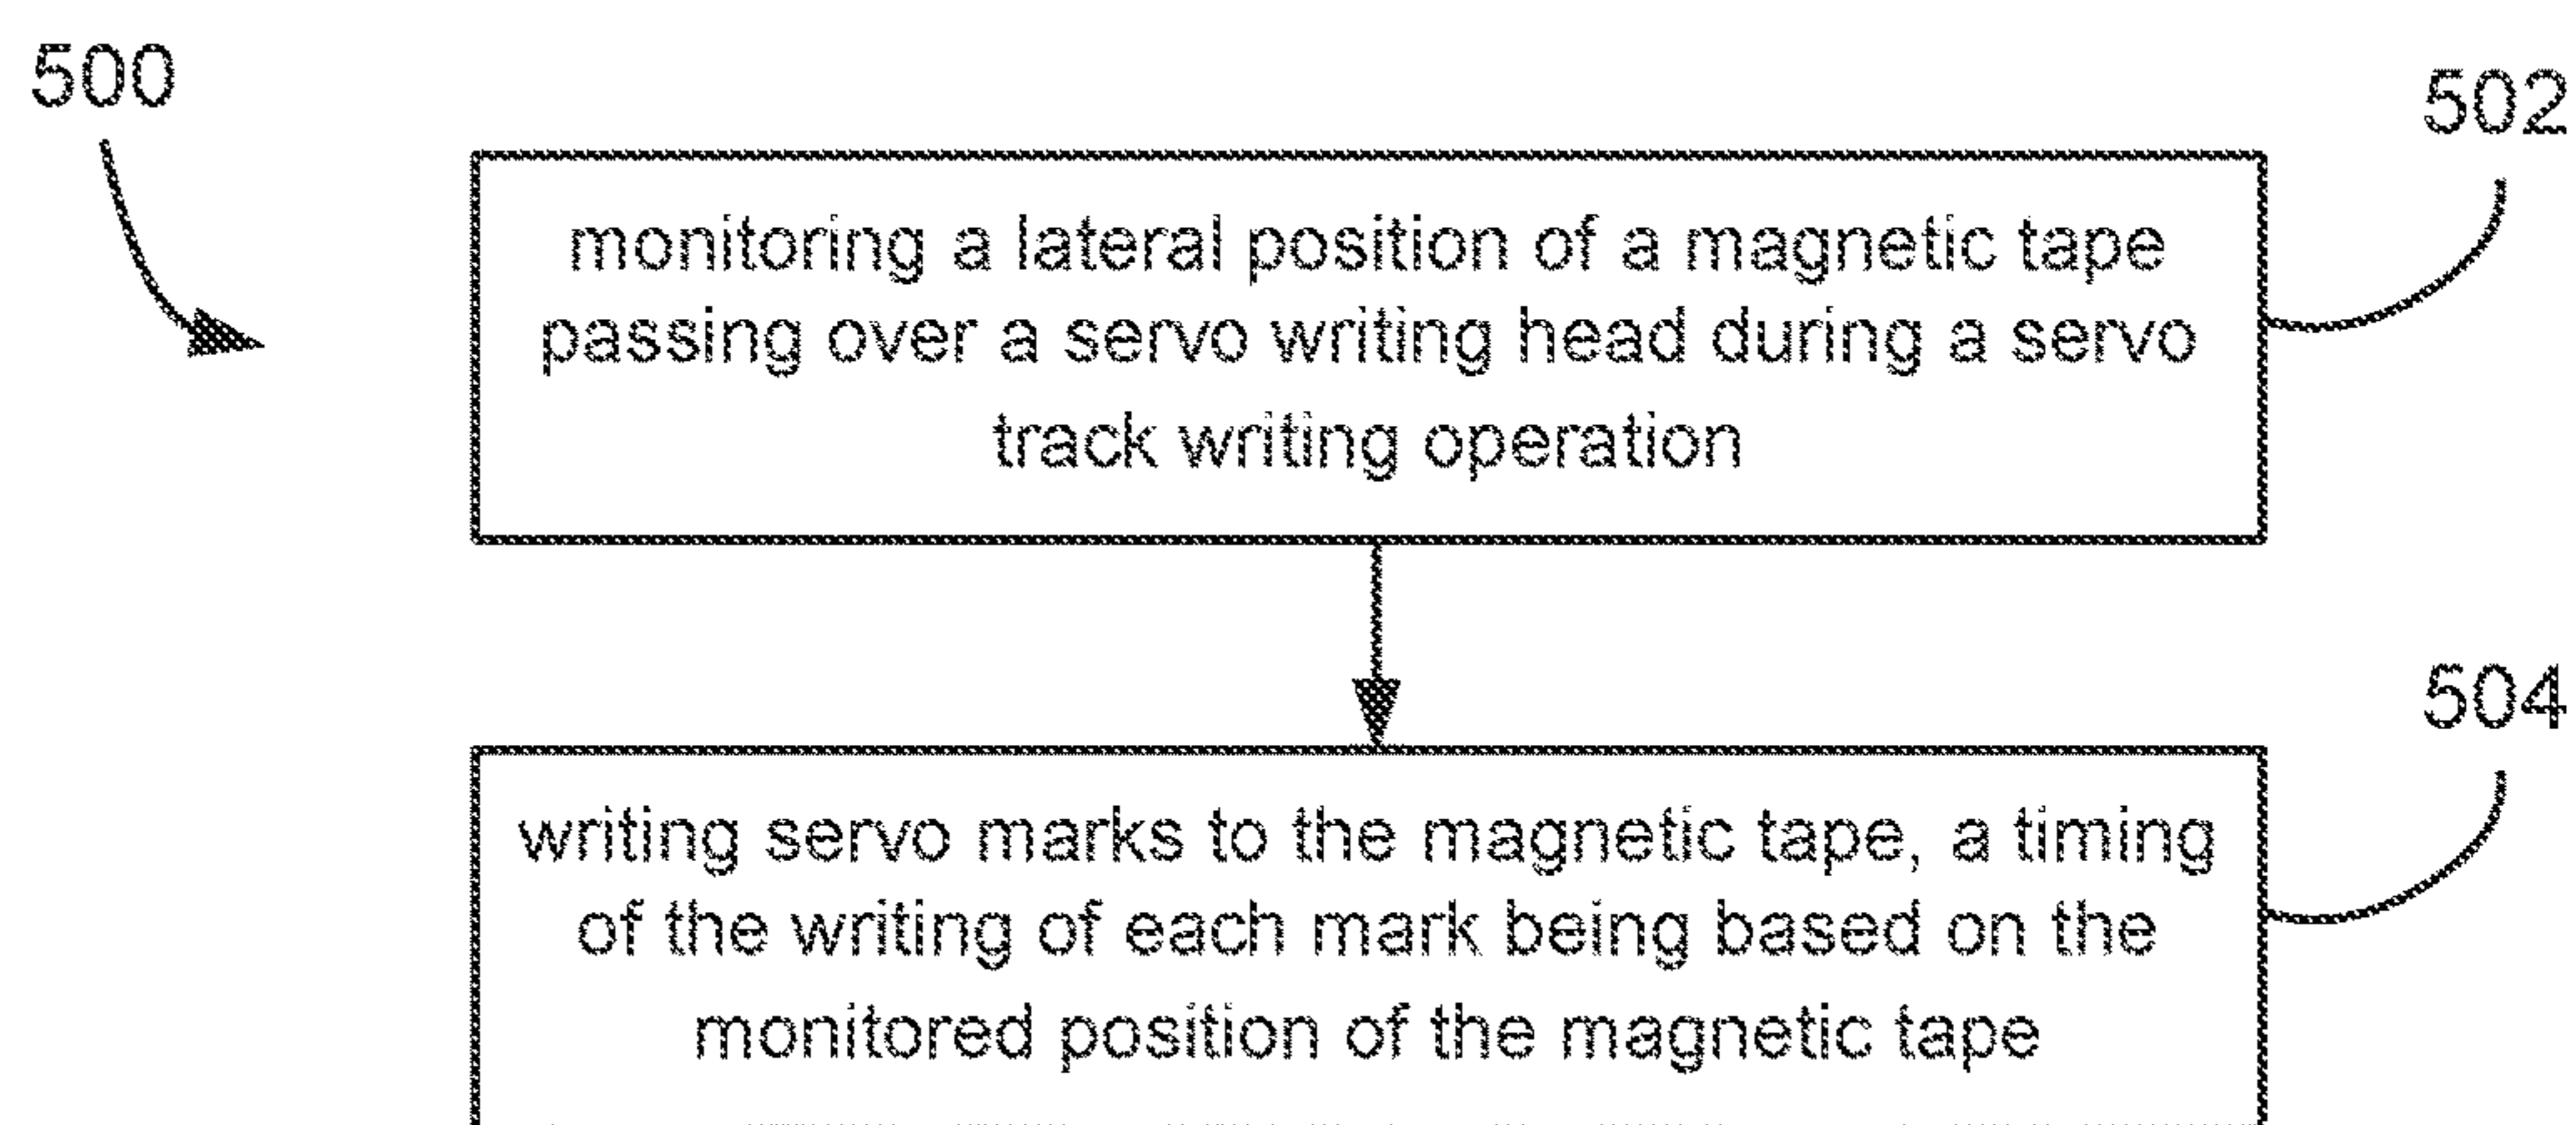 500
502
monitoring a lateral position of a magnetic tape
passing over a servo writing head during a servo
track writing operation
504
writing servo marks to the magnetic tape, a timing
of the writing of each mark being based on the
monitored position of the magnetic tape